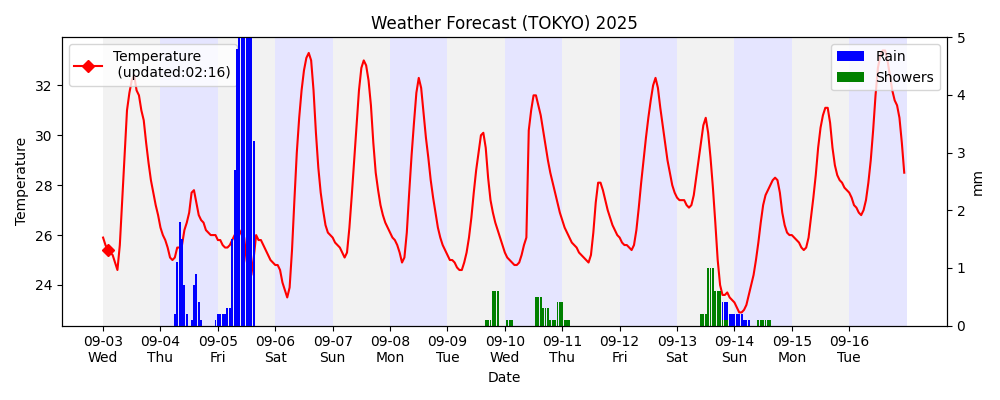 Weather Forecast (TOKYO) 2025
Temperature
(updated:02:16)
Rain
Showers
Temperature
32
30
28
26
24
5
4
3
2
1
0
mm
09-03 09-04 09-05 09-06 09-07 09-08 09-09 09-10 09-11 09-12 09-13 09-14 09-15 09-16
Wed Thu Fri Sat Sun Mon Tue Wed Thu Fri Sat Sun Mon Tue
Date